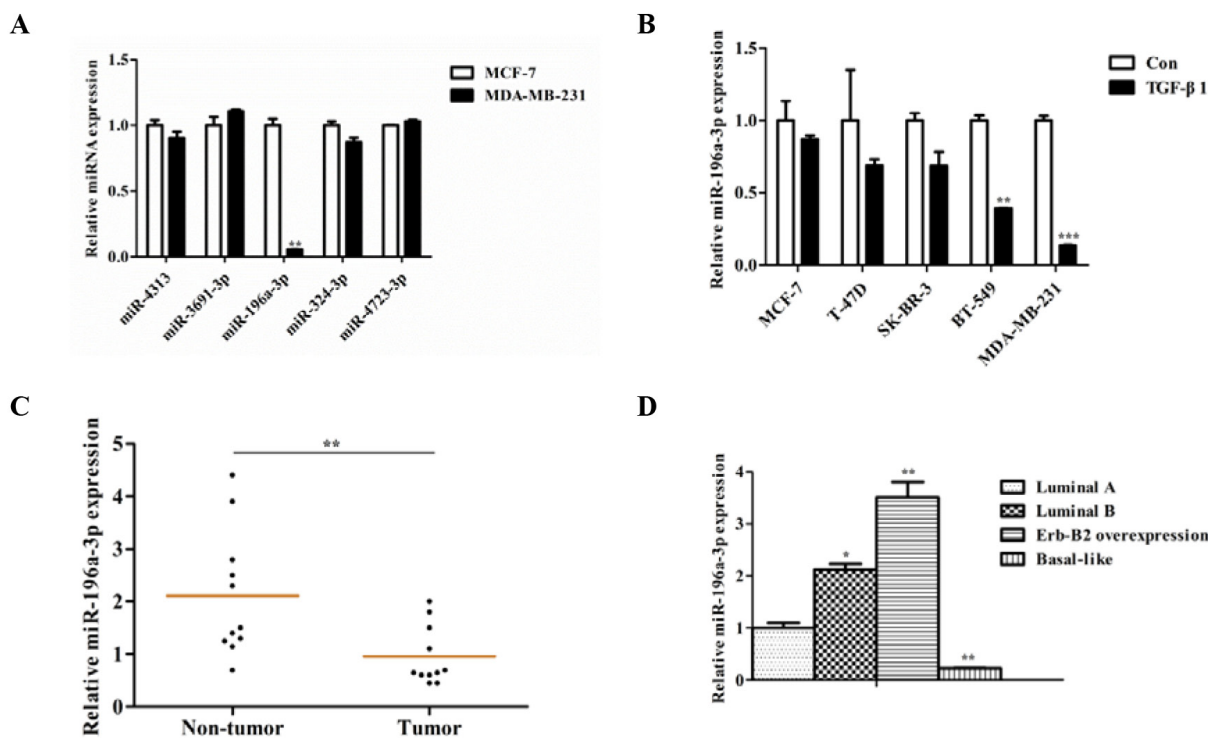 A
Relative miRNA expression
1.5
1.0
0.5
0.0
MCF-7
MDA-MB-231
**
miR-4313
miR-3691-3p
miR-196a-3p
miR-324-3p
miR-4723-3p
B
Relative miR-196a-3p expression
1.5
1.0
0.5
0.0
Con
TGF-β 1
**
***
MCF-7
T-47D
SK-BR-3
BT-549
MDA-MB-231
C
Relative miR-196a-3p expression
5
4
3
2
1
0
**
Non-tumor
Tumor
D
Relative miR-196a-3p expression
4
3
2
1
0
*
**
**
Luminal A
Luminal B
Erb-B2 overexpression
Basal-like